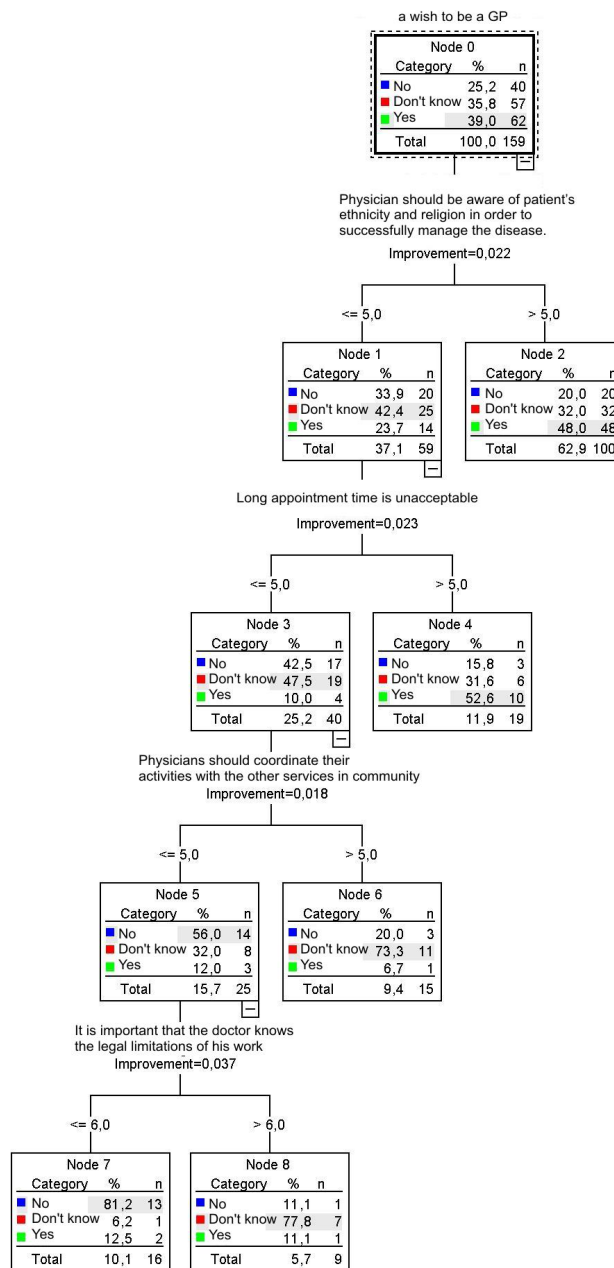 a wish to be a GP
Node 0
Category % n
No 25,2 40
Don't know 35,8 57
Yes 39,0 62
Total 100,0 159
Physician should be aware of patient's
ethnicity and religion in order to
successfully manage the disease.
Improvement=0,022
<= 5,0
> 5,0
Node 1
Category % n
No 33,9 20
Don't know 42,4 25
Yes 23,7 14
Total 37,1 59
Node 2
Category % n
No 20,0 20
Don't know 32,0 32
Yes 48,0 48
Total 62,9 100
Long appointment time is unacceptable
Improvement=0,023
<= 5,0
> 5,0
Node 3
Category % n
No 42,5 17
Don't know 47,5 19
Yes 10,0 4
Total 25,2 40
Node 4
Category % n
No 15,8 3
Don't know 31,6 6
Yes 52,6 10
Total 11,9 19
Physicians should coordinate their
activities with the other services in community
Improvement=0,018
<= 5,0
> 5,0
Node 5
Category % n
No 56,0 14
Don't know 32,0 8
Yes 12,0 3
Total 15,7 25
Node 6
Category % n
No 20,0 3
Don't know 73,3 11
Yes 6,7 1
Total 9,4 15
It is important that the doctor knows
the legal limitations of his work
Improvement=0,037
<= 6,0
> 6,0
Node 7
Category % n
No 81,2 13
Don't know 6,2 1
Yes 12,5 2
Total 10,1 16
Node 8
Category % n
No 11,1 1
Don't know 77,8 7
Yes 11,1 1
Total 5,7 9